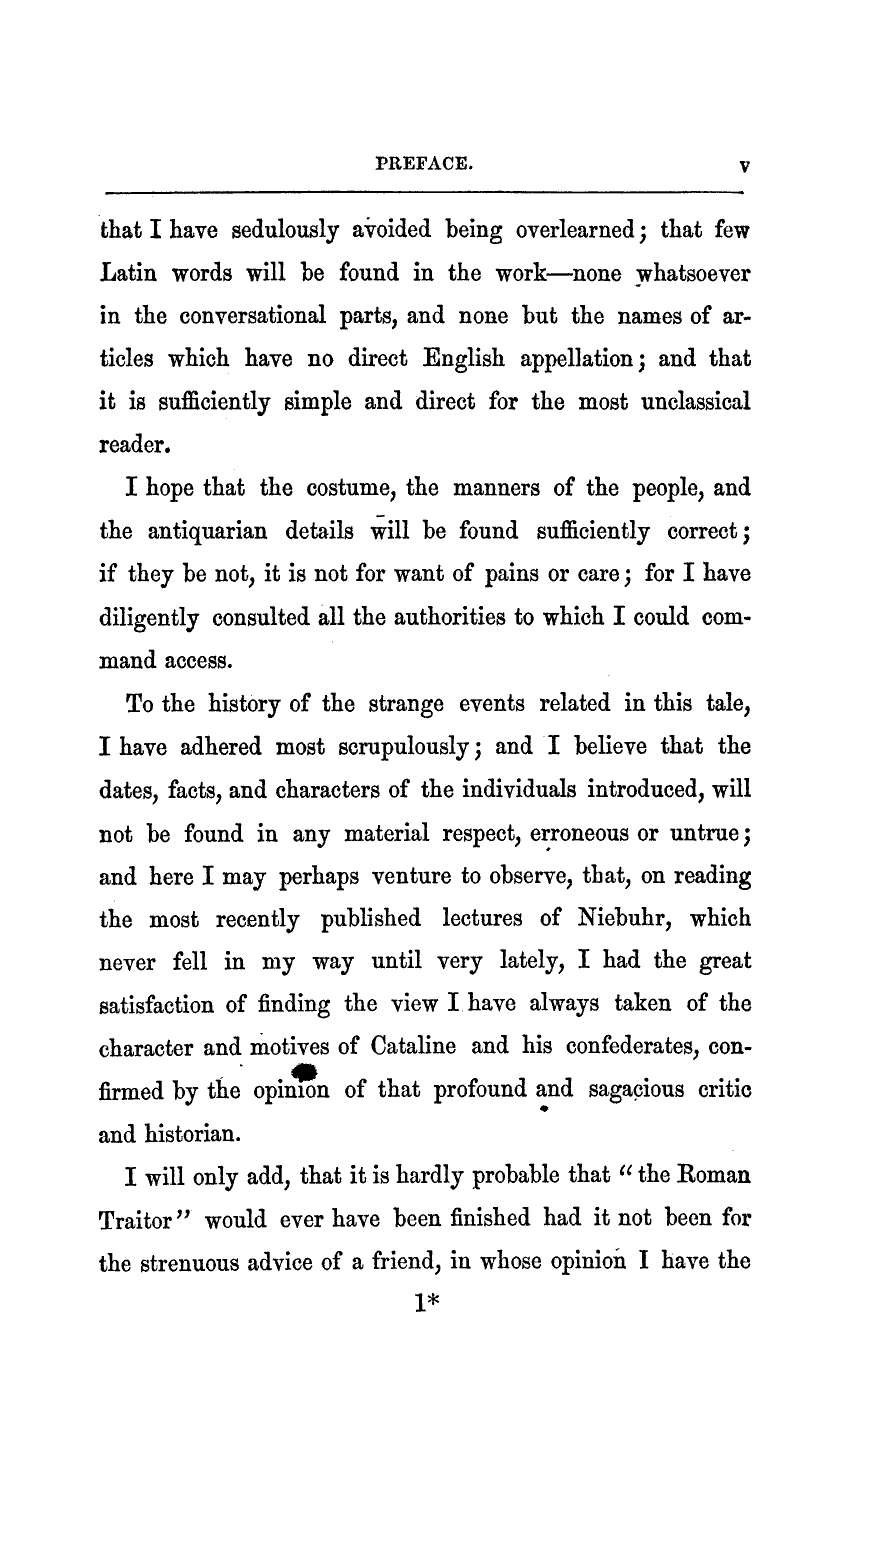 PREFACE. v
that I have sedulously avoided being overlearned; that few
Latin words will be found in the work—none whatsoever
in the conversational parts, and none but the names of ar-
ticles which have no direct English appellation; and that
it is sufficiently simple and direct for the most unclassical
reader.
I hope that the costume, the manners of the people, and
the antiquarian details will be found sufficiently correct;
if they be not, it is not for want of pains or care; for I have
diligently consulted all the authorities to which I could com-
mand access.
To the history of the strange events related in this tale,
I have adhered most scrupulously; and I believe that the
dates, facts, and characters of the individuals introduced, will
not be found in any material respect, erroneous or untrue;
and here I may perhaps venture to observe, that, on reading
the most recently published lectures of Niebuhr, which
never fell in my way until very lately, I had the great
satisfaction of finding the view I have always taken of the
character and motives of Cataline and his confederates, con-
firmed by the opinion of that profound and sagacious critic
and historian.
I will only add, that it is hardly probable that “the Roman
Traitor” would ever have been finished had it not been for
the strenuous advice of a friend, in whose opinion I have the
1*